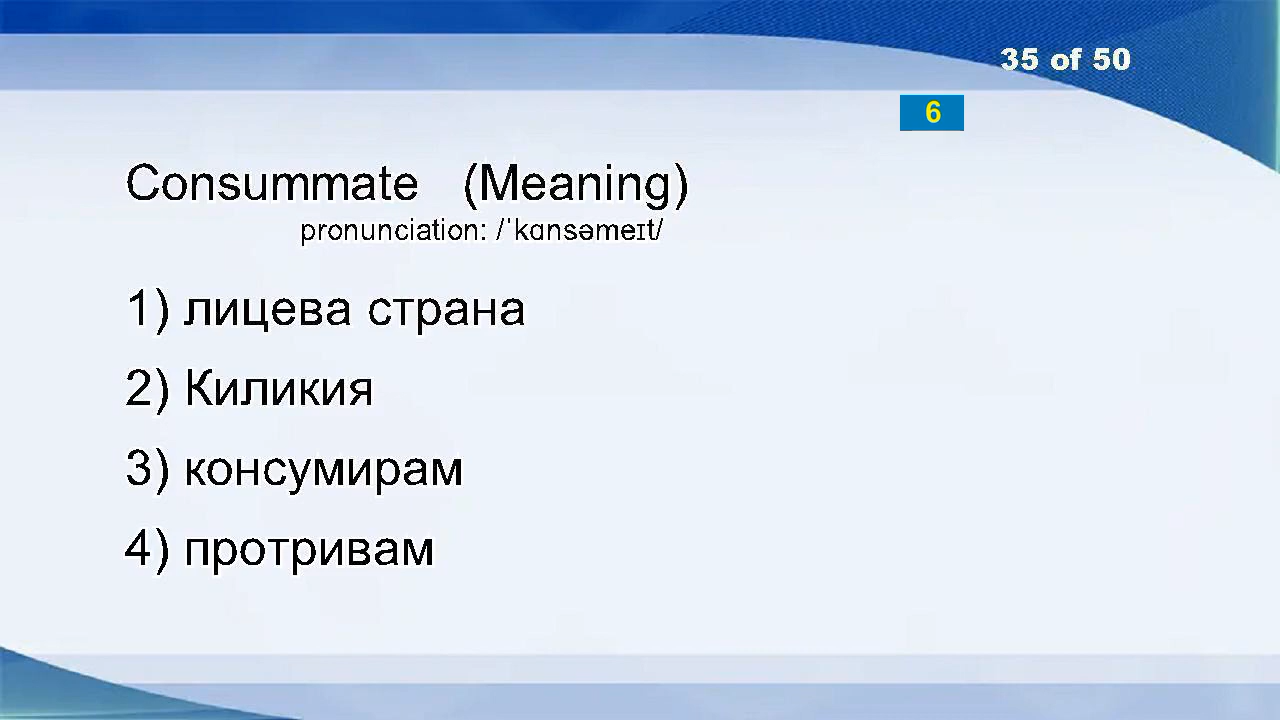 35 of 50
6
Consummate (Meaning)
pronunciation: /ˈkɑnsəmeɪt/
1) лицева страна
2) Киликия
3) консумирам
4) протривам